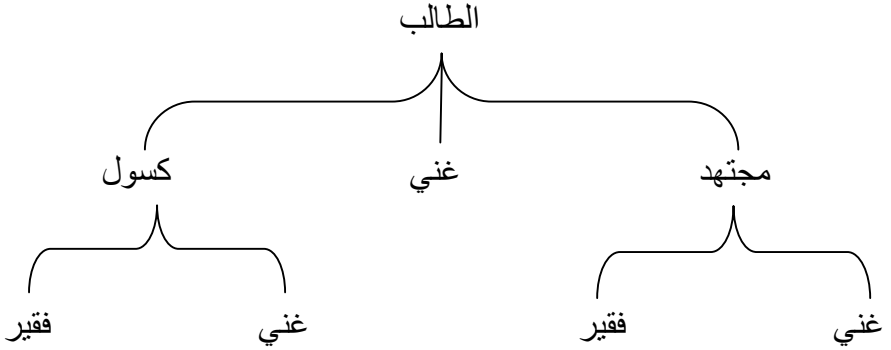 الطالب
مجتهد غني كسول
غني فقير غني فقير